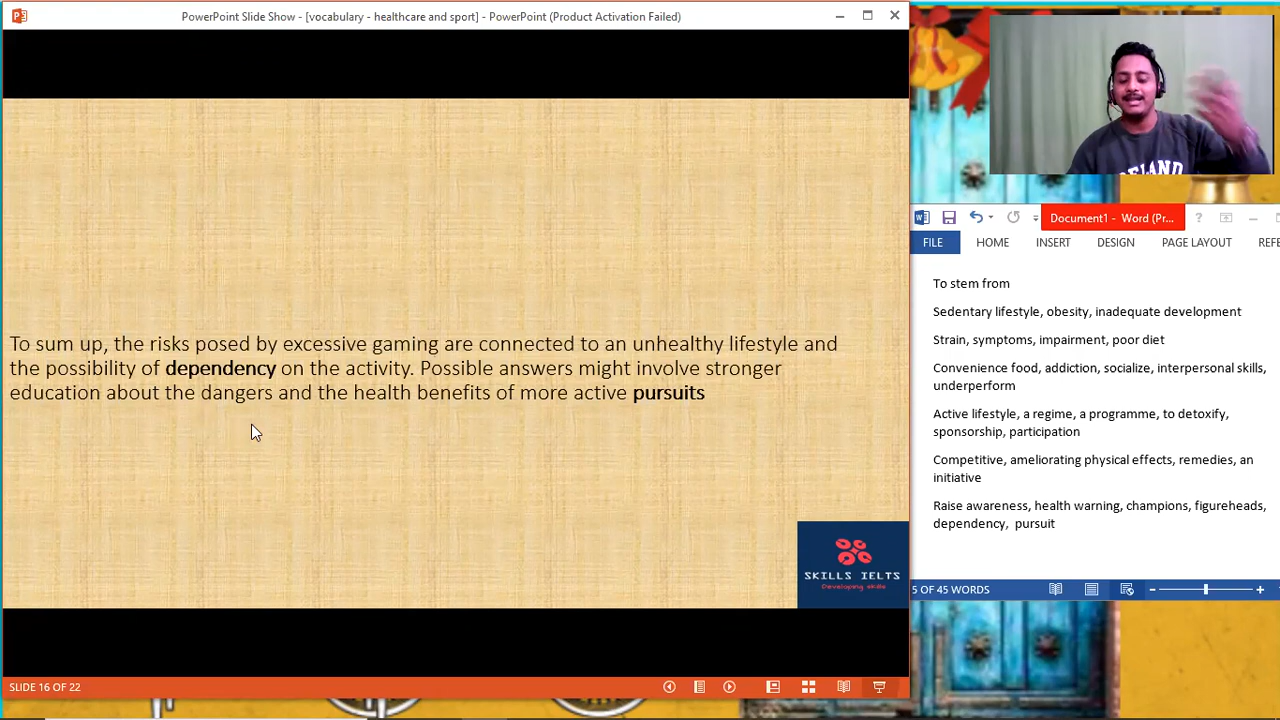 PowerPoint Slide Show - [vocabulary - healthcare and sport] - PowerPoint (Product Activation Failed)
To sum up, the risks posed by excessive gaming are connected to an unhealthy lifestyle and
the possibility of dependency on the activity. Possible answers might involve stronger
education about the dangers and the health benefits of more active pursuits
SKILLS IELTS
Developing skills
SLIDE 16 OF 22
Document1 - Word (Pr...
FILE HOME INSERT DESIGN PAGE LAYOUT REFE
To stem from
Sedentary lifestyle, obesity, inadequate development
Strain, symptoms, impairment, poor diet
Convenience food, addiction, socialize, interpersonal skills,
underperform
Active lifestyle, a regime, a programme, to detoxify,
sponsorship, participation
Competitive, ameliorating physical effects, remedies, an
initiative
Raise awareness, health warning, champions, figureheads,
dependency, pursuit
5 OF 45 WORDS